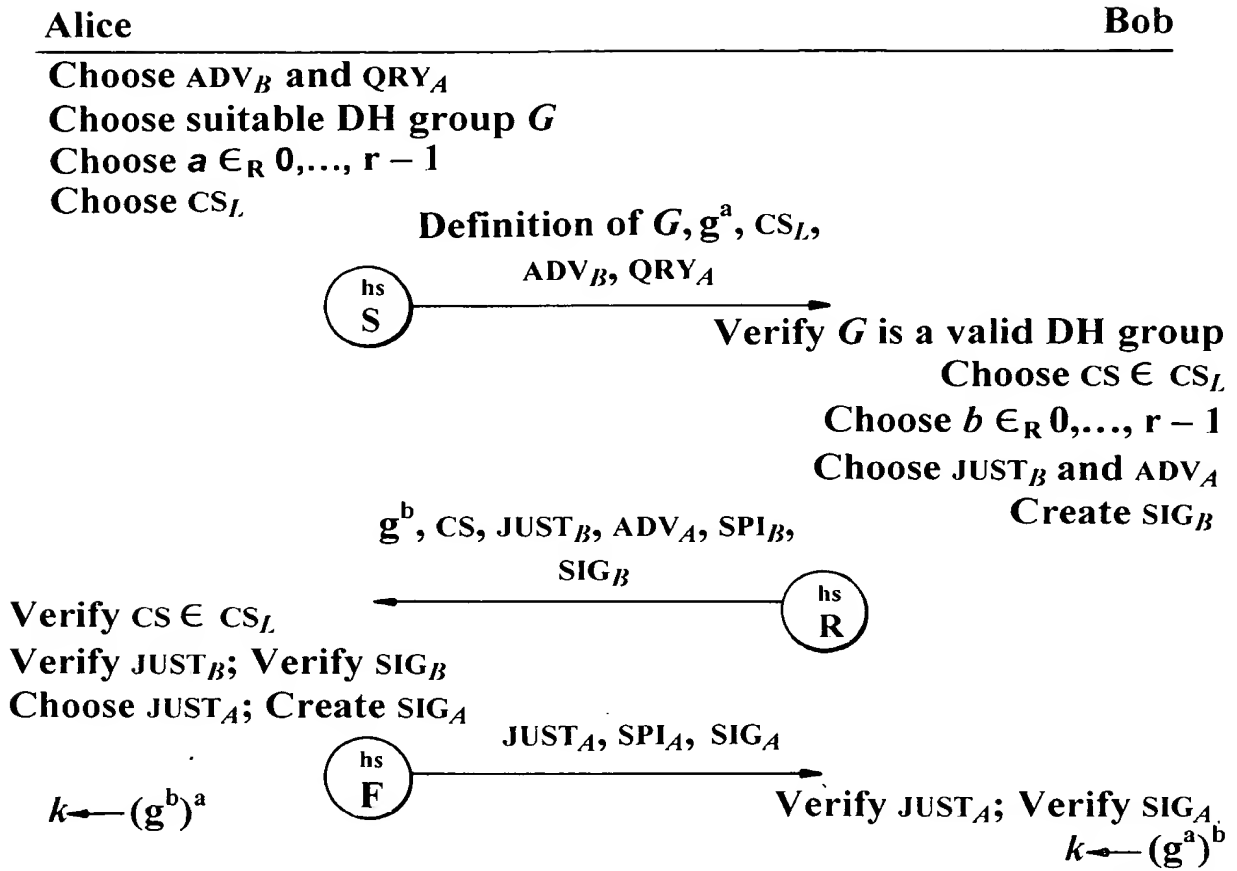 Alice Bob
Choose ADV_B and QRY_A
Choose suitable DH group G
Choose a ∈_R 0,..., r − 1
Choose CS_L
Definition of G, g^a, CS_L,
ADV_B, QRY_A
hs
S
Verify G is a valid DH group
Choose CS ∈ CS_L
Choose b ∈_R 0,..., r − 1
Choose JUST_B and ADV_A
Create SIG_B
g^b, CS, JUST_B, ADV_A, SPI_B,
SIG_B
hs
R
Verify CS ∈ CS_L
Verify JUST_B; Verify SIG_B
Choose JUST_A; Create SIG_A
JUST_A, SPI_A, SIG_A
hs
F
Verify JUST_A; Verify SIG_A
k ← (g^b)^a
k ← (g^a)^b